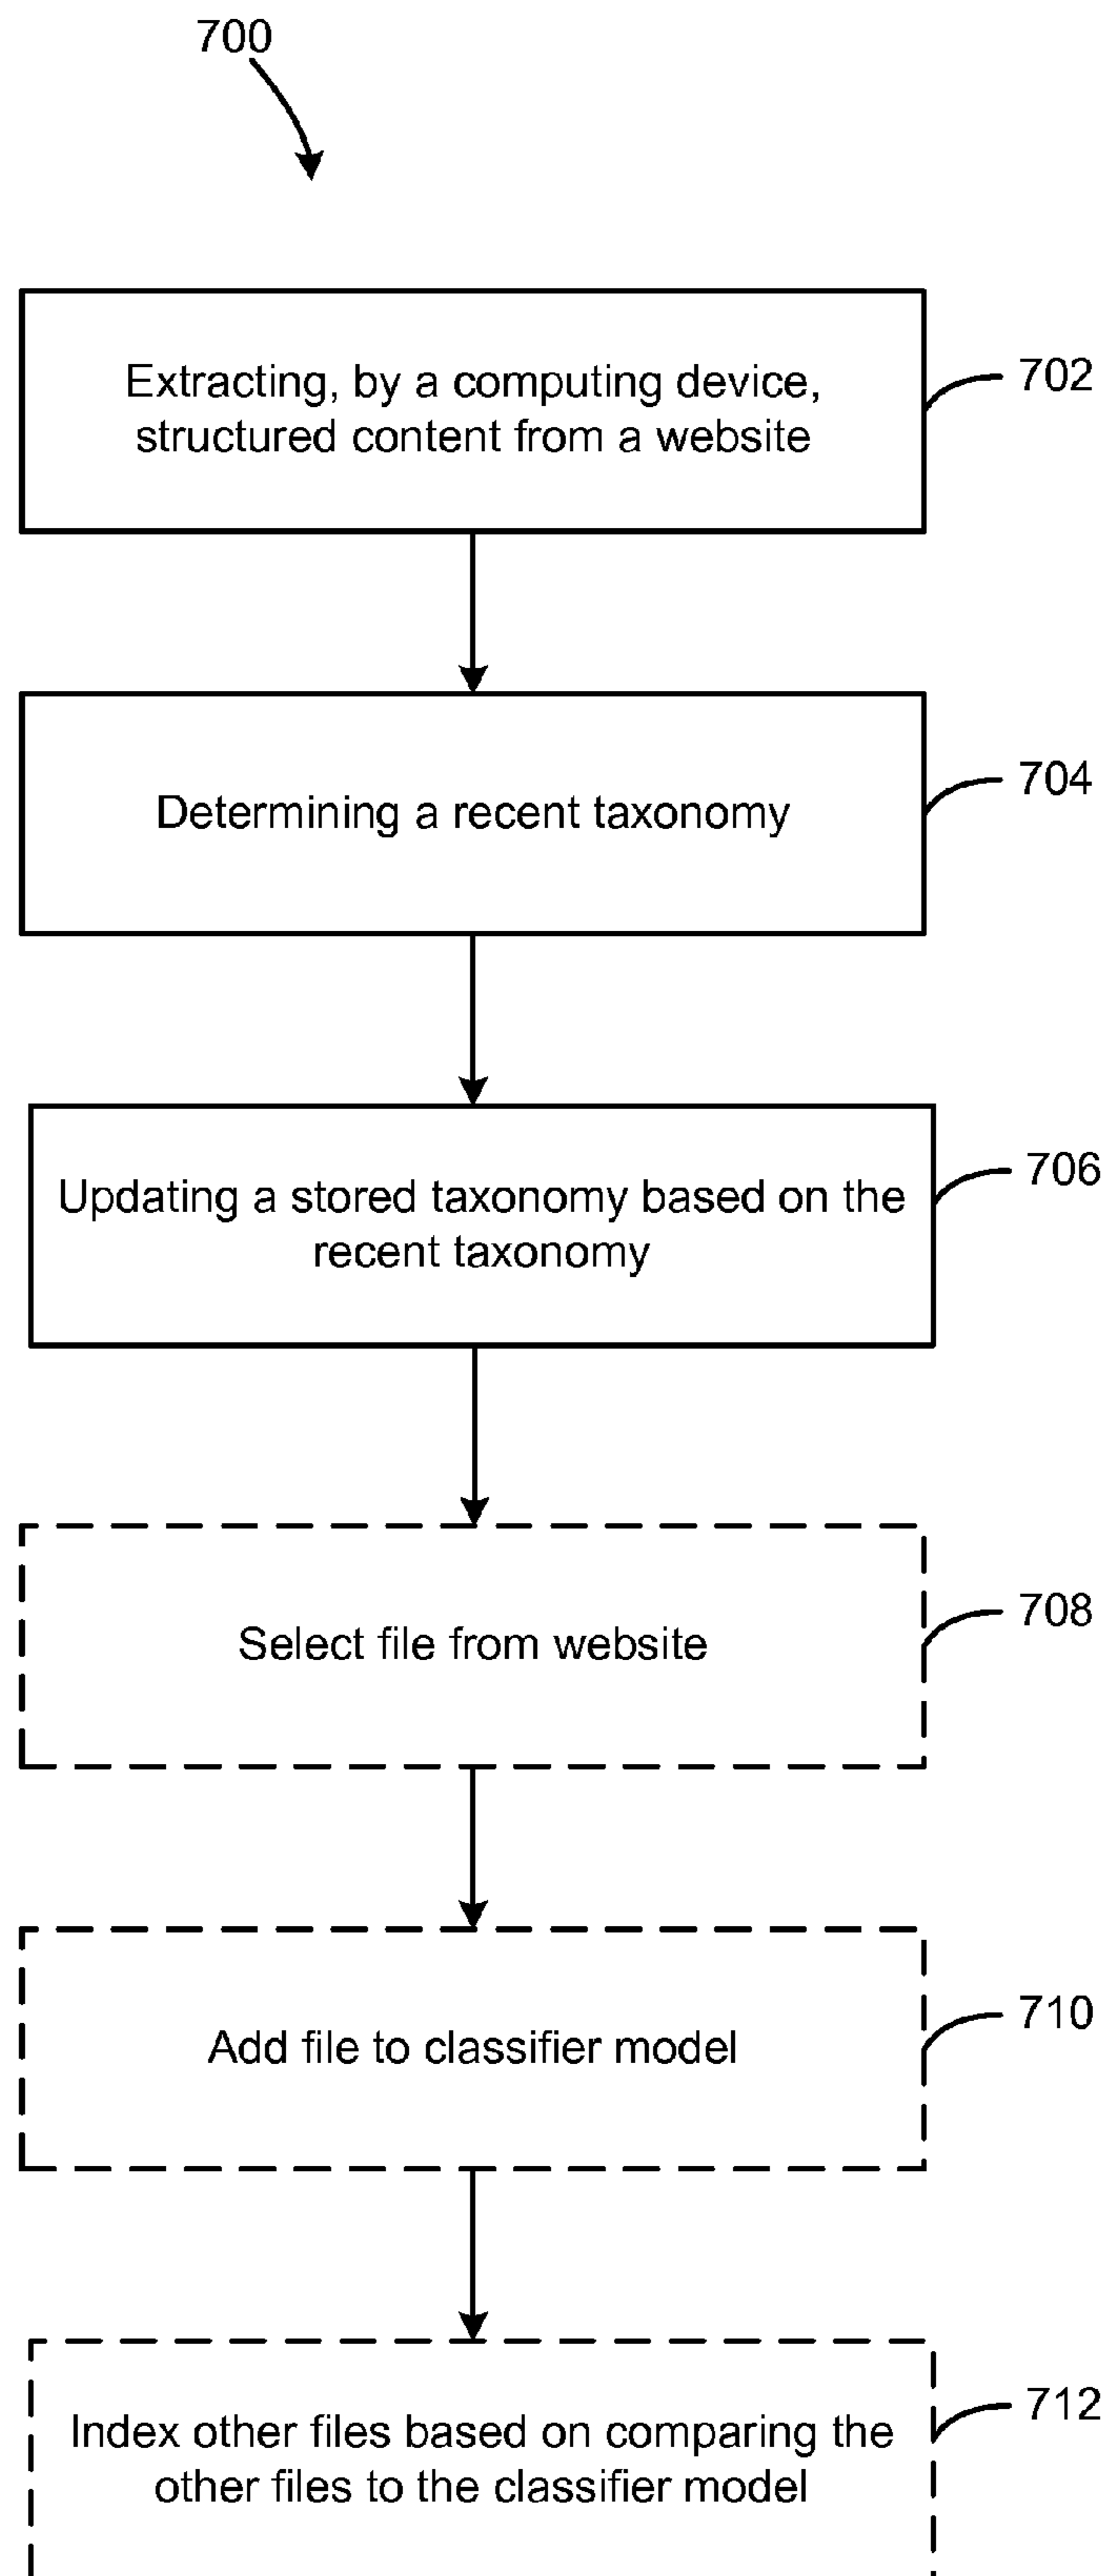 700
Extracting, by a computing device,
structured content from a website
702
Determining a recent taxonomy
704
Updating a stored taxonomy based on the
recent taxonomy
706
Select file from website
708
Add file to classifier model
710
Index other files based on comparing the
other files to the classifier model
712